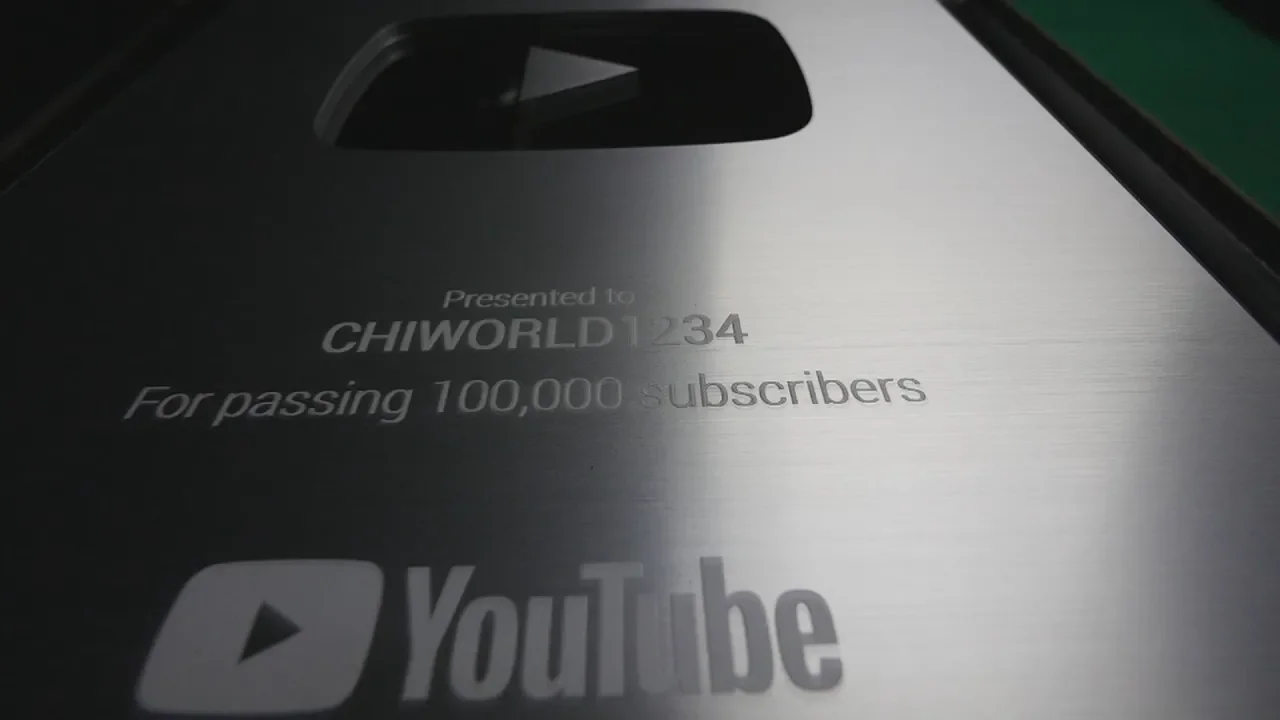 Presented to
CHIWORLD1234
For passing 100,000 subscribers
YouTube